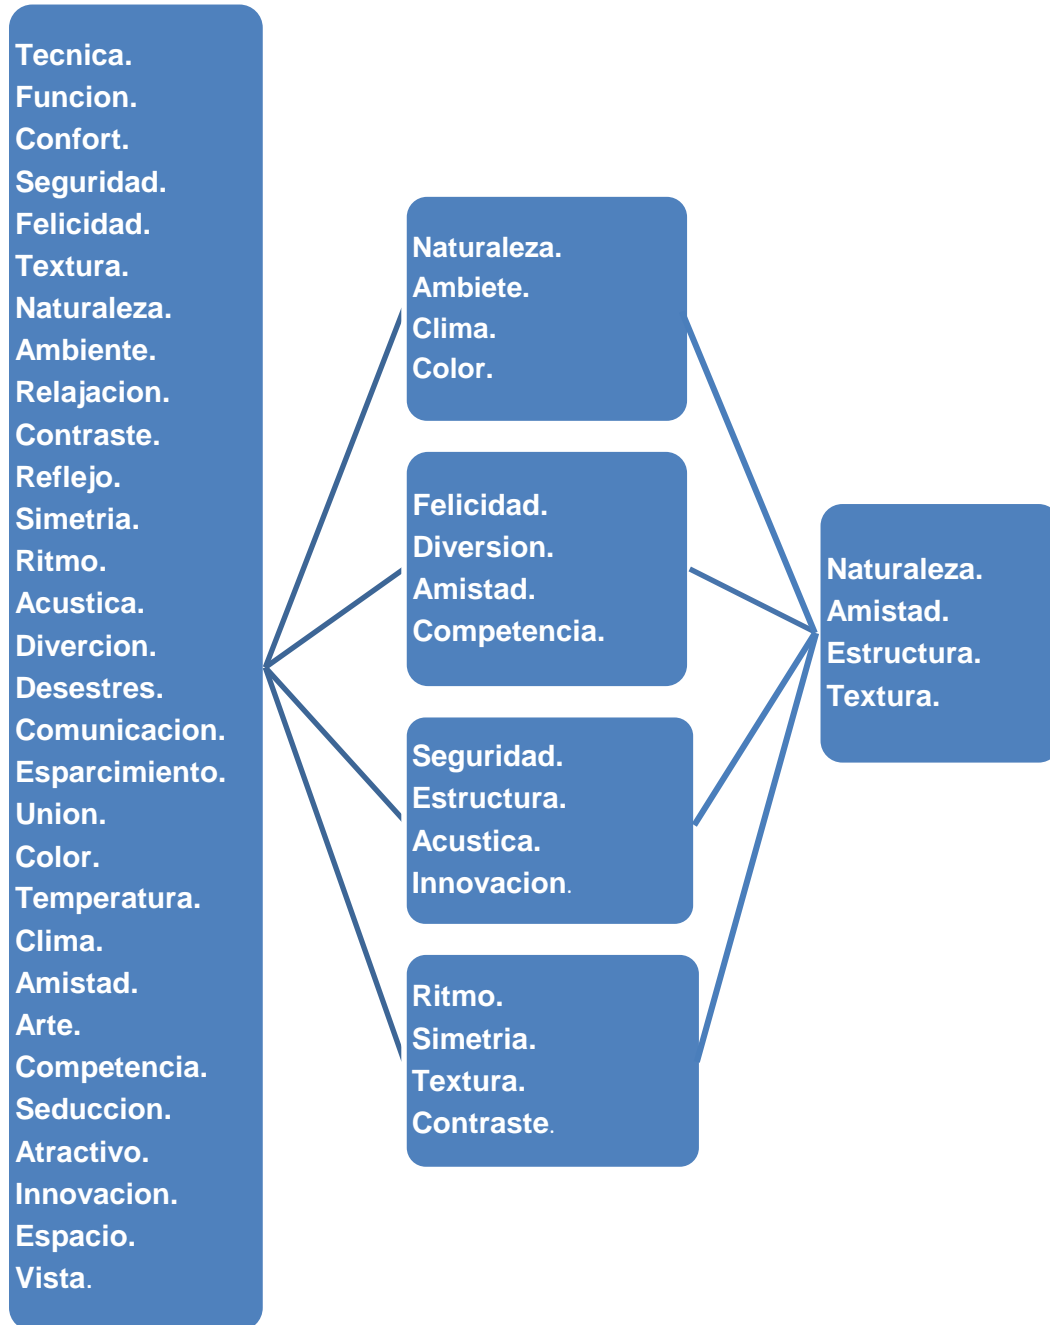 Tecnica.
Funcion.
Confort.
Seguridad.
Felicidad.
Textura.
Naturaleza.
Ambiente.
Relajacion.
Contraste.
Reflejo.
Simetria.
Ritmo.
Acustica.
Divercion.
Desestres.
Comunicacion.
Esparcimiento.
Union.
Color.
Temperatura.
Clima.
Amistad.
Arte.
Competencia.
Seduccion.
Atractivo.
Innovacion.
Espacio.
Vista.
Naturaleza.
Ambiete.
Clima.
Color.
Felicidad.
Diversion.
Amistad.
Competencia.
Seguridad.
Estructura.
Acustica.
Innovacion.
Ritmo.
Simetria.
Textura.
Contraste.
Naturaleza.
Amistad.
Estructura.
Textura.